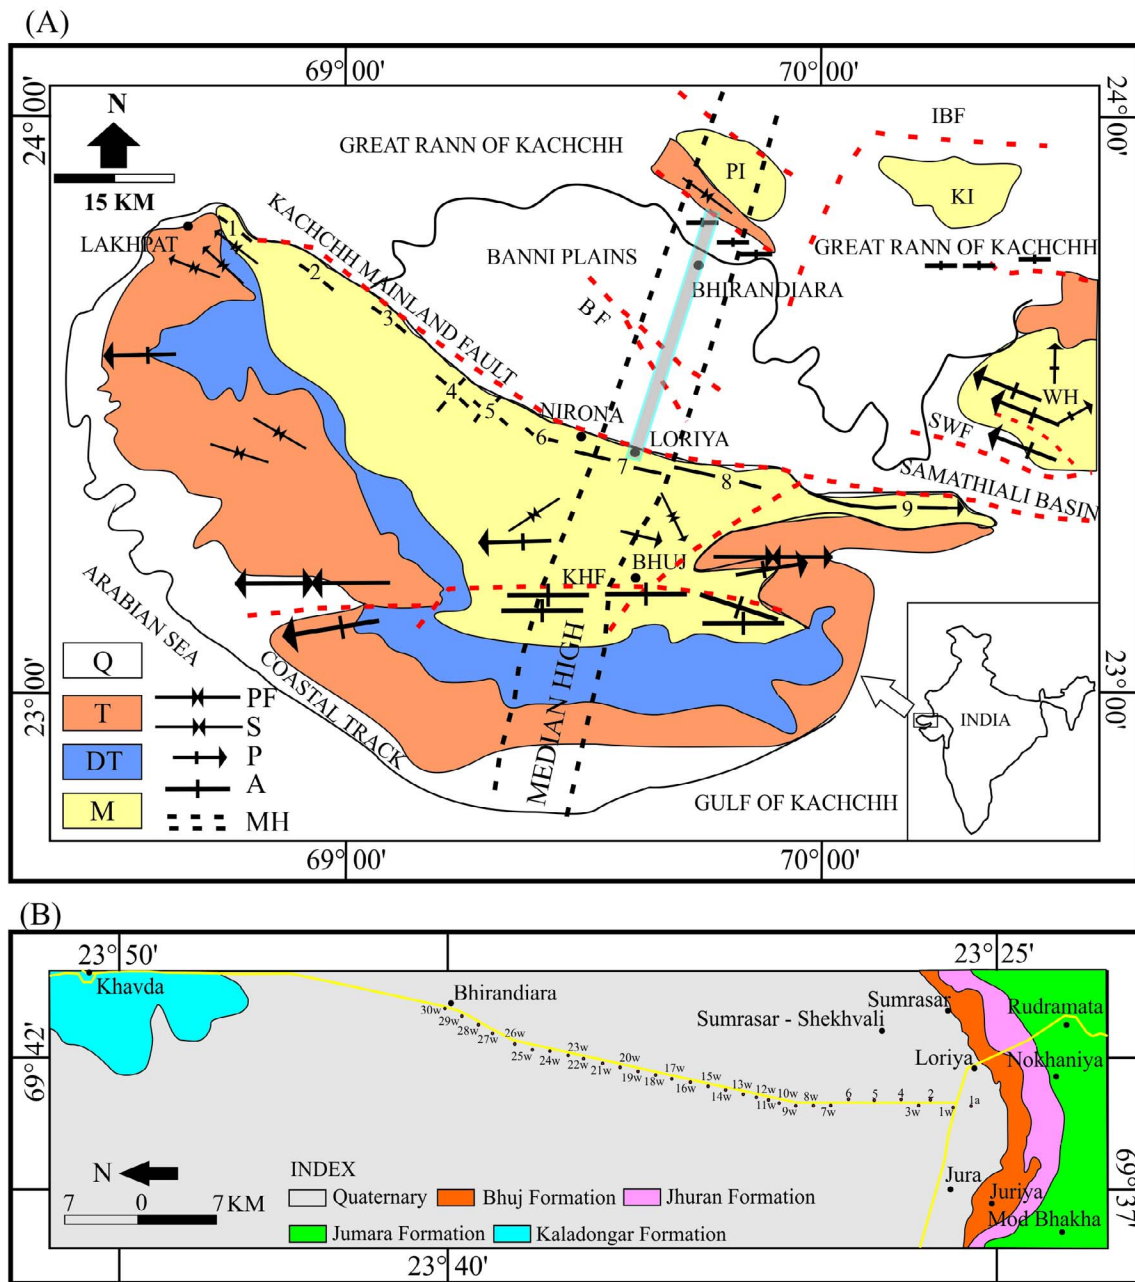 (A)
69° 00'
70° 00'
24° 00'
24° 00'
N
15 KM
GREAT RANN OF KACHCHH
IBF
PI
KI
LAKHPAT
KACHCHH MAINLAND FAULT
BANNI PLAINS
GREAT RANN OF KACHCHH
BHIRANDIARA
B F
1
2
3
4
5
6
7
8
9
NIRONA
LORIYA
WH
SWF
SAMATHIALI BASIN
BHUJ
KHF
ARABIAN SEA
COASTAL TRACK
MEDIAN HIGH
GULF OF KACHCHH
INDIA
23° 00'
23° 00'
Q
T
DT
M
PF
S
P
A
MH
69° 00'
70° 00'
(B)
23° 50'
23° 25'
Khavda
Bhirandiara
Sumrasar
Sumrasar - Shekhvali
Rudramata
Loriya
Nokhaniya
69° 42'
30w
29w
28w
27w
26w
25w
24w
23w
22w
21w
20w
19w
18w
17w
16w
15w
14w
13w
12w
11w
10w
9w
8w
7w
6
5
4
3w
2
1w
1a
N
7 0 7 KM
Jura
Juriya
Mod Bhakha
69° 37'
INDEX
Quaternary Bhuj Formation Jhuran Formation
Jumara Formation Kaladongar Formation
23° 40'